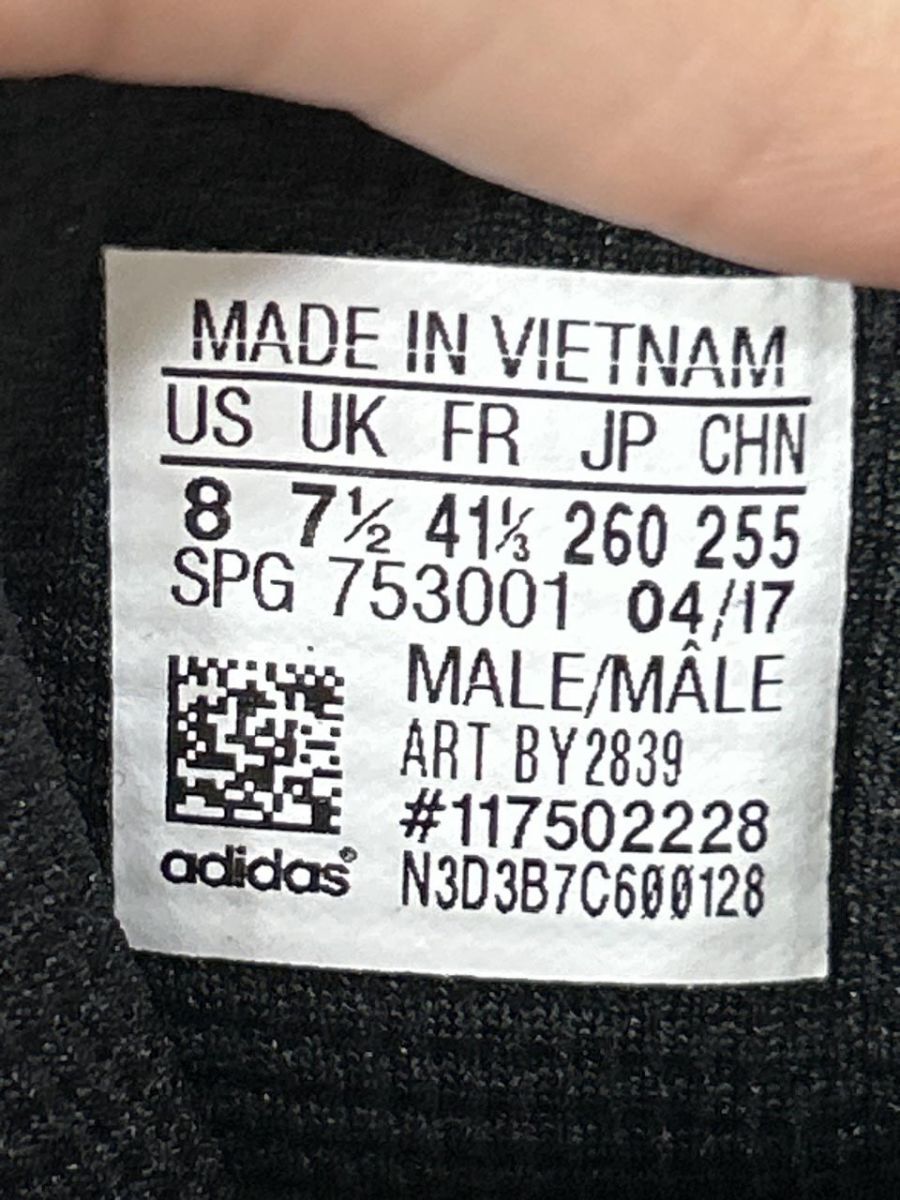 MADE IN VIETNAM
US UK FR JP CHN
8 7½ 41⅓ 260 255
SPG 753001 04/17
MALE/MÂLE
ART BY2839
#117502228
adidas® N3D3B7C600128